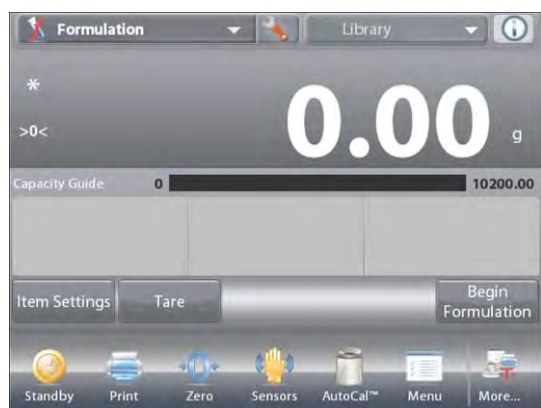 Formulation
Library
*
>0<
0.00 g
Capacity Guide 0 10200.00
Item Settings Tare Begin
Formulation
Standby Print Zero Sensors AutoCal™ Menu More...